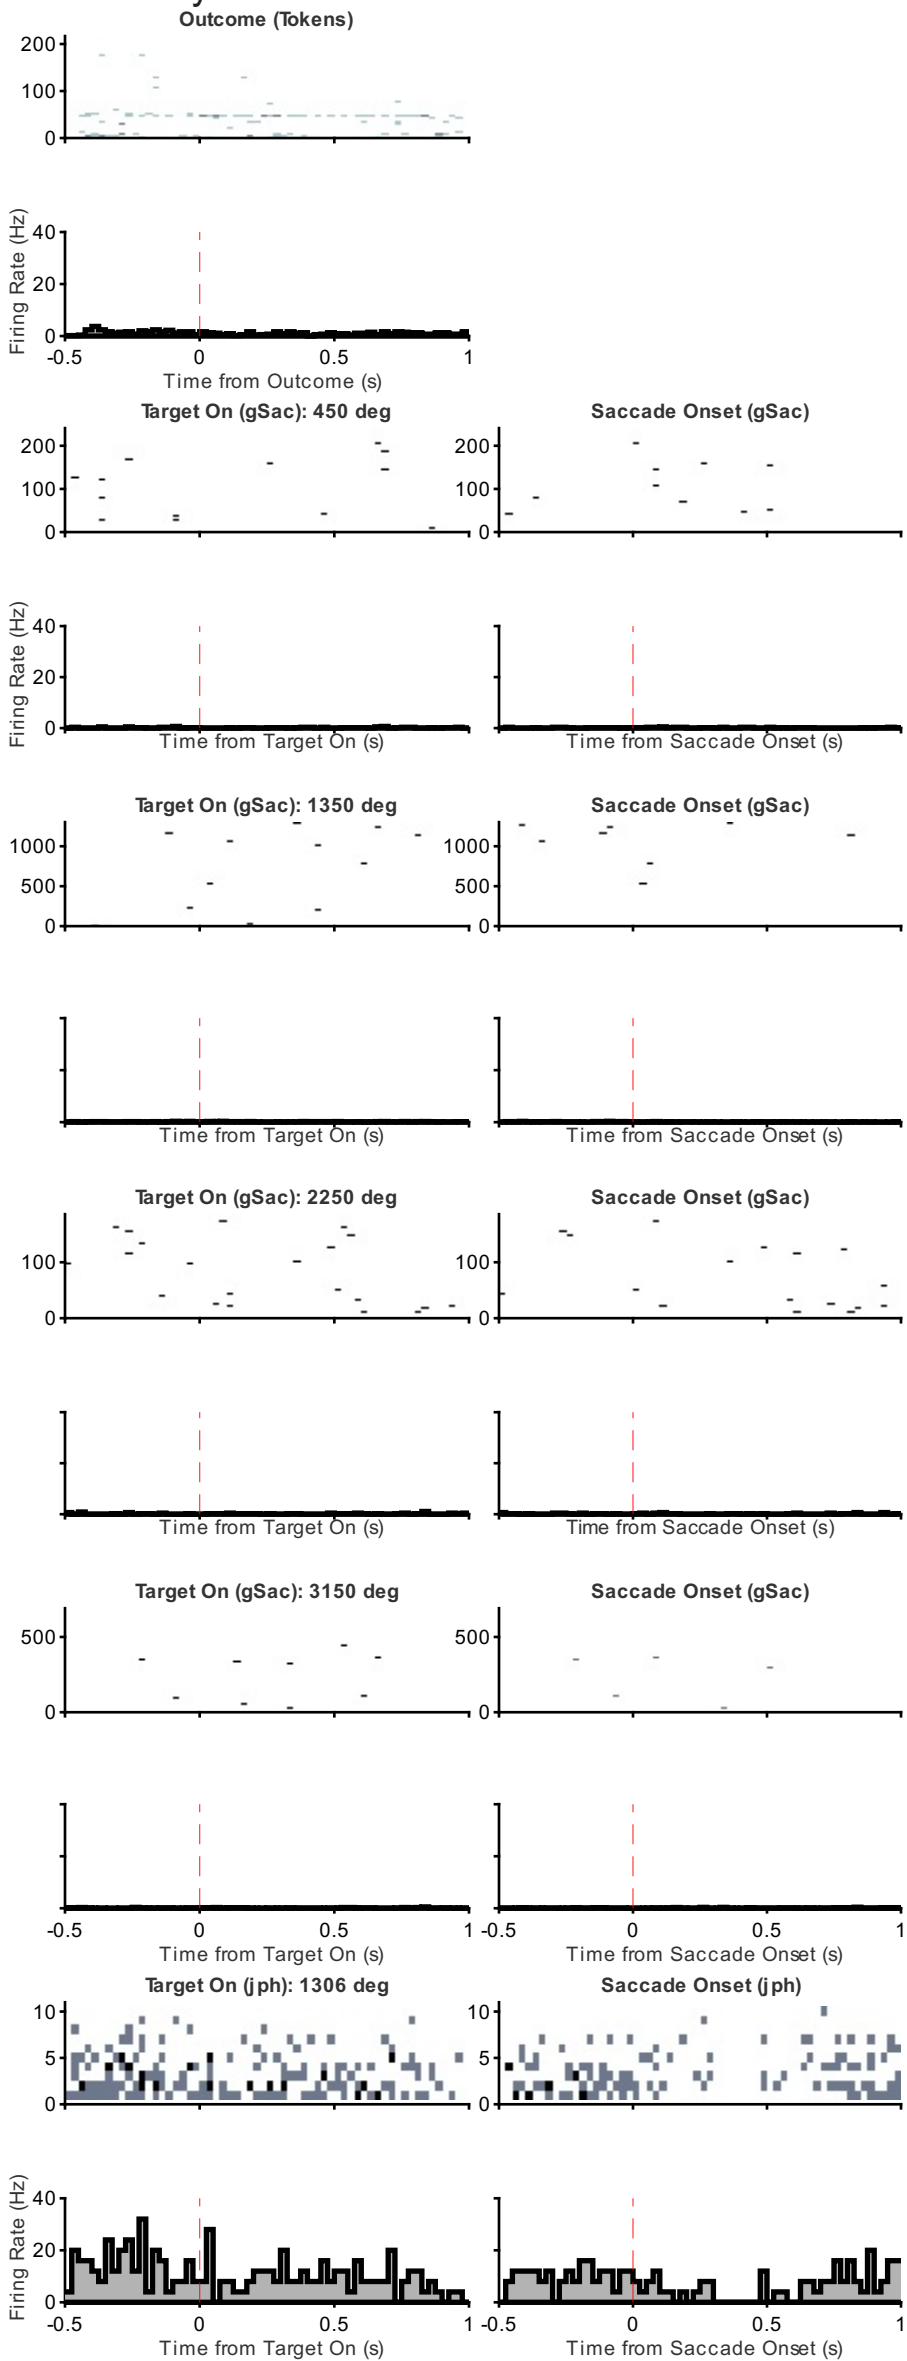 Outcome (Tokens)
200
100
0
Firing Rate (Hz)
40
20
0
-0.5 0 0.5 1
Time from Outcome (s)
Target On (gSac): 450 deg Saccade Onset (gSac)
200 200
100 100
0 0
Firing Rate (Hz)
40
20
0
Time from Target On (s) Time from Saccade Onset (s)
Target On (gSac): 1350 deg Saccade Onset (gSac)
1000 1000
500 500
0 0
Time from Target On (s) Time from Saccade Onset (s)
Target On (gSac): 2250 deg Saccade Onset (gSac)
100 100
0 0
Time from Target On (s) Time from Saccade Onset (s)
Target On (gSac): 3150 deg Saccade Onset (gSac)
500 500
0 0
-0.5 0 0.5 1 -0.5 0 0.5 1
Time from Target On (s) Time from Saccade Onset (s)
Target On (jph): 1306 deg Saccade Onset (jph)
10 10
5 5
0 0
Firing Rate (Hz)
40
20
0
-0.5 0 0.5 1 -0.5 0 0.5 1
Time from Target On (s) Time from Saccade Onset (s)